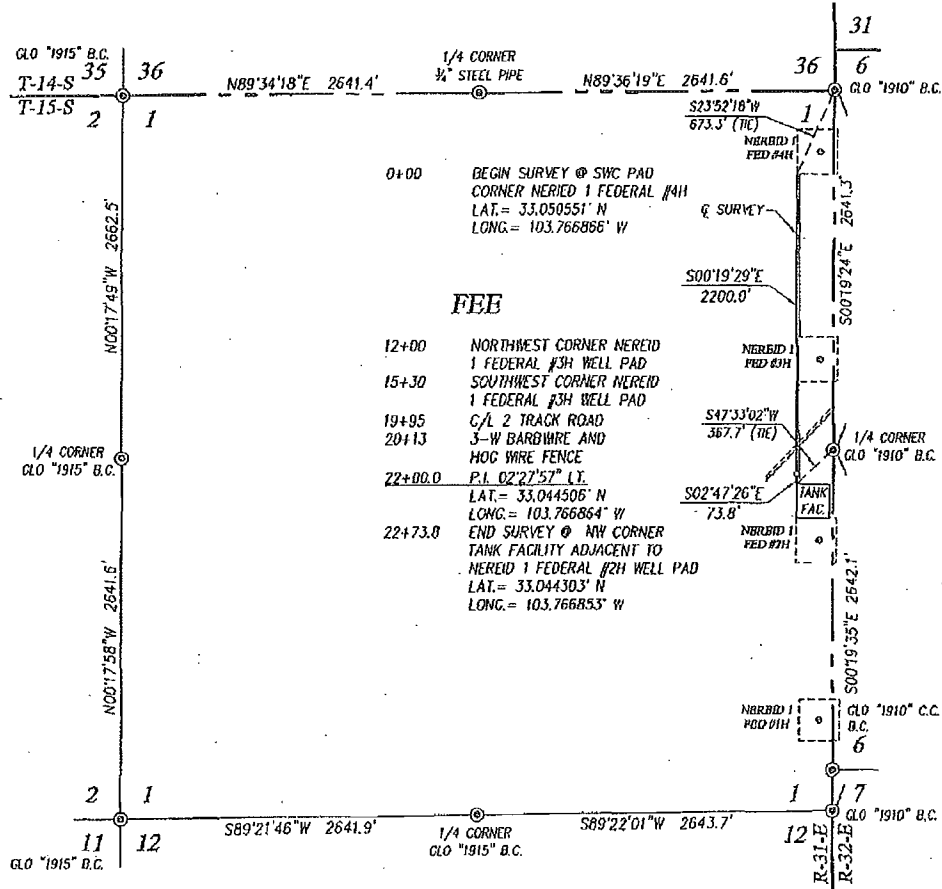 31
GLO "1915" B.C.
35 36
1/4 CORNER
¾" STEEL PIPE
36 6
T-14-S
N89°34'18"E 2641.4'
N89°36'19"E 2641.6'
GLO "1910" B.C.
T-15-S
2 1
1
S23°52'18"W
673.3' (TIE)
NEREID 1
FED #4H
0+00 BEGIN SURVEY @ SWC PAD
CORNER NERIED 1 FEDERAL #4H
LAT.= 33.050551° N
LONG.= 103.766866° W
℄ SURVEY
N00°17'49"W 2662.5'
S00°19'24"E 2641.3'
S00°19'29"E
2200.0'
FEE
12+00 NORTHWEST CORNER NEREID
1 FEDERAL #3H WELL PAD
15+30 SOUTHWEST CORNER NEREID
1 FEDERAL #3H WELL PAD
19+95 C/L 2 TRACK ROAD
20+13 3-W BARBWIRE AND
HOG WIRE FENCE
22+00.0 P.I. 02°27'57" LT.
LAT.= 33.044506° N
LONG.= 103.766864° W
22+73.8 END SURVEY @ NW CORNER
TANK FACILITY ADJACENT TO
NEREID 1 FEDERAL #2H WELL PAD
LAT.= 33.044303° N
LONG.= 103.766853° W
NEREID 1
FED #3H
S47°33'02"W
367.7' (TIE)
1/4 CORNER
GLO "1910" B.C.
1/4 CORNER
GLO "1915" B.C.
S02°47'26"E
73.8'
TANK
FAC.
NEREID 1
FED #2H
N00°17'58"W 2641.6'
S00°19'35"E 2642.1'
NEREID 1
FED #1H
GLO "1910" C.C.
B.C.
6
2 1
1 7
S89°21'46"W 2641.9'
S89°22'01"W 2643.7'
GLO "1910" B.C.
11 12
1/4 CORNER
GLO "1915" B.C.
12
GLO "1915" B.C.
R-31-E
R-32-E